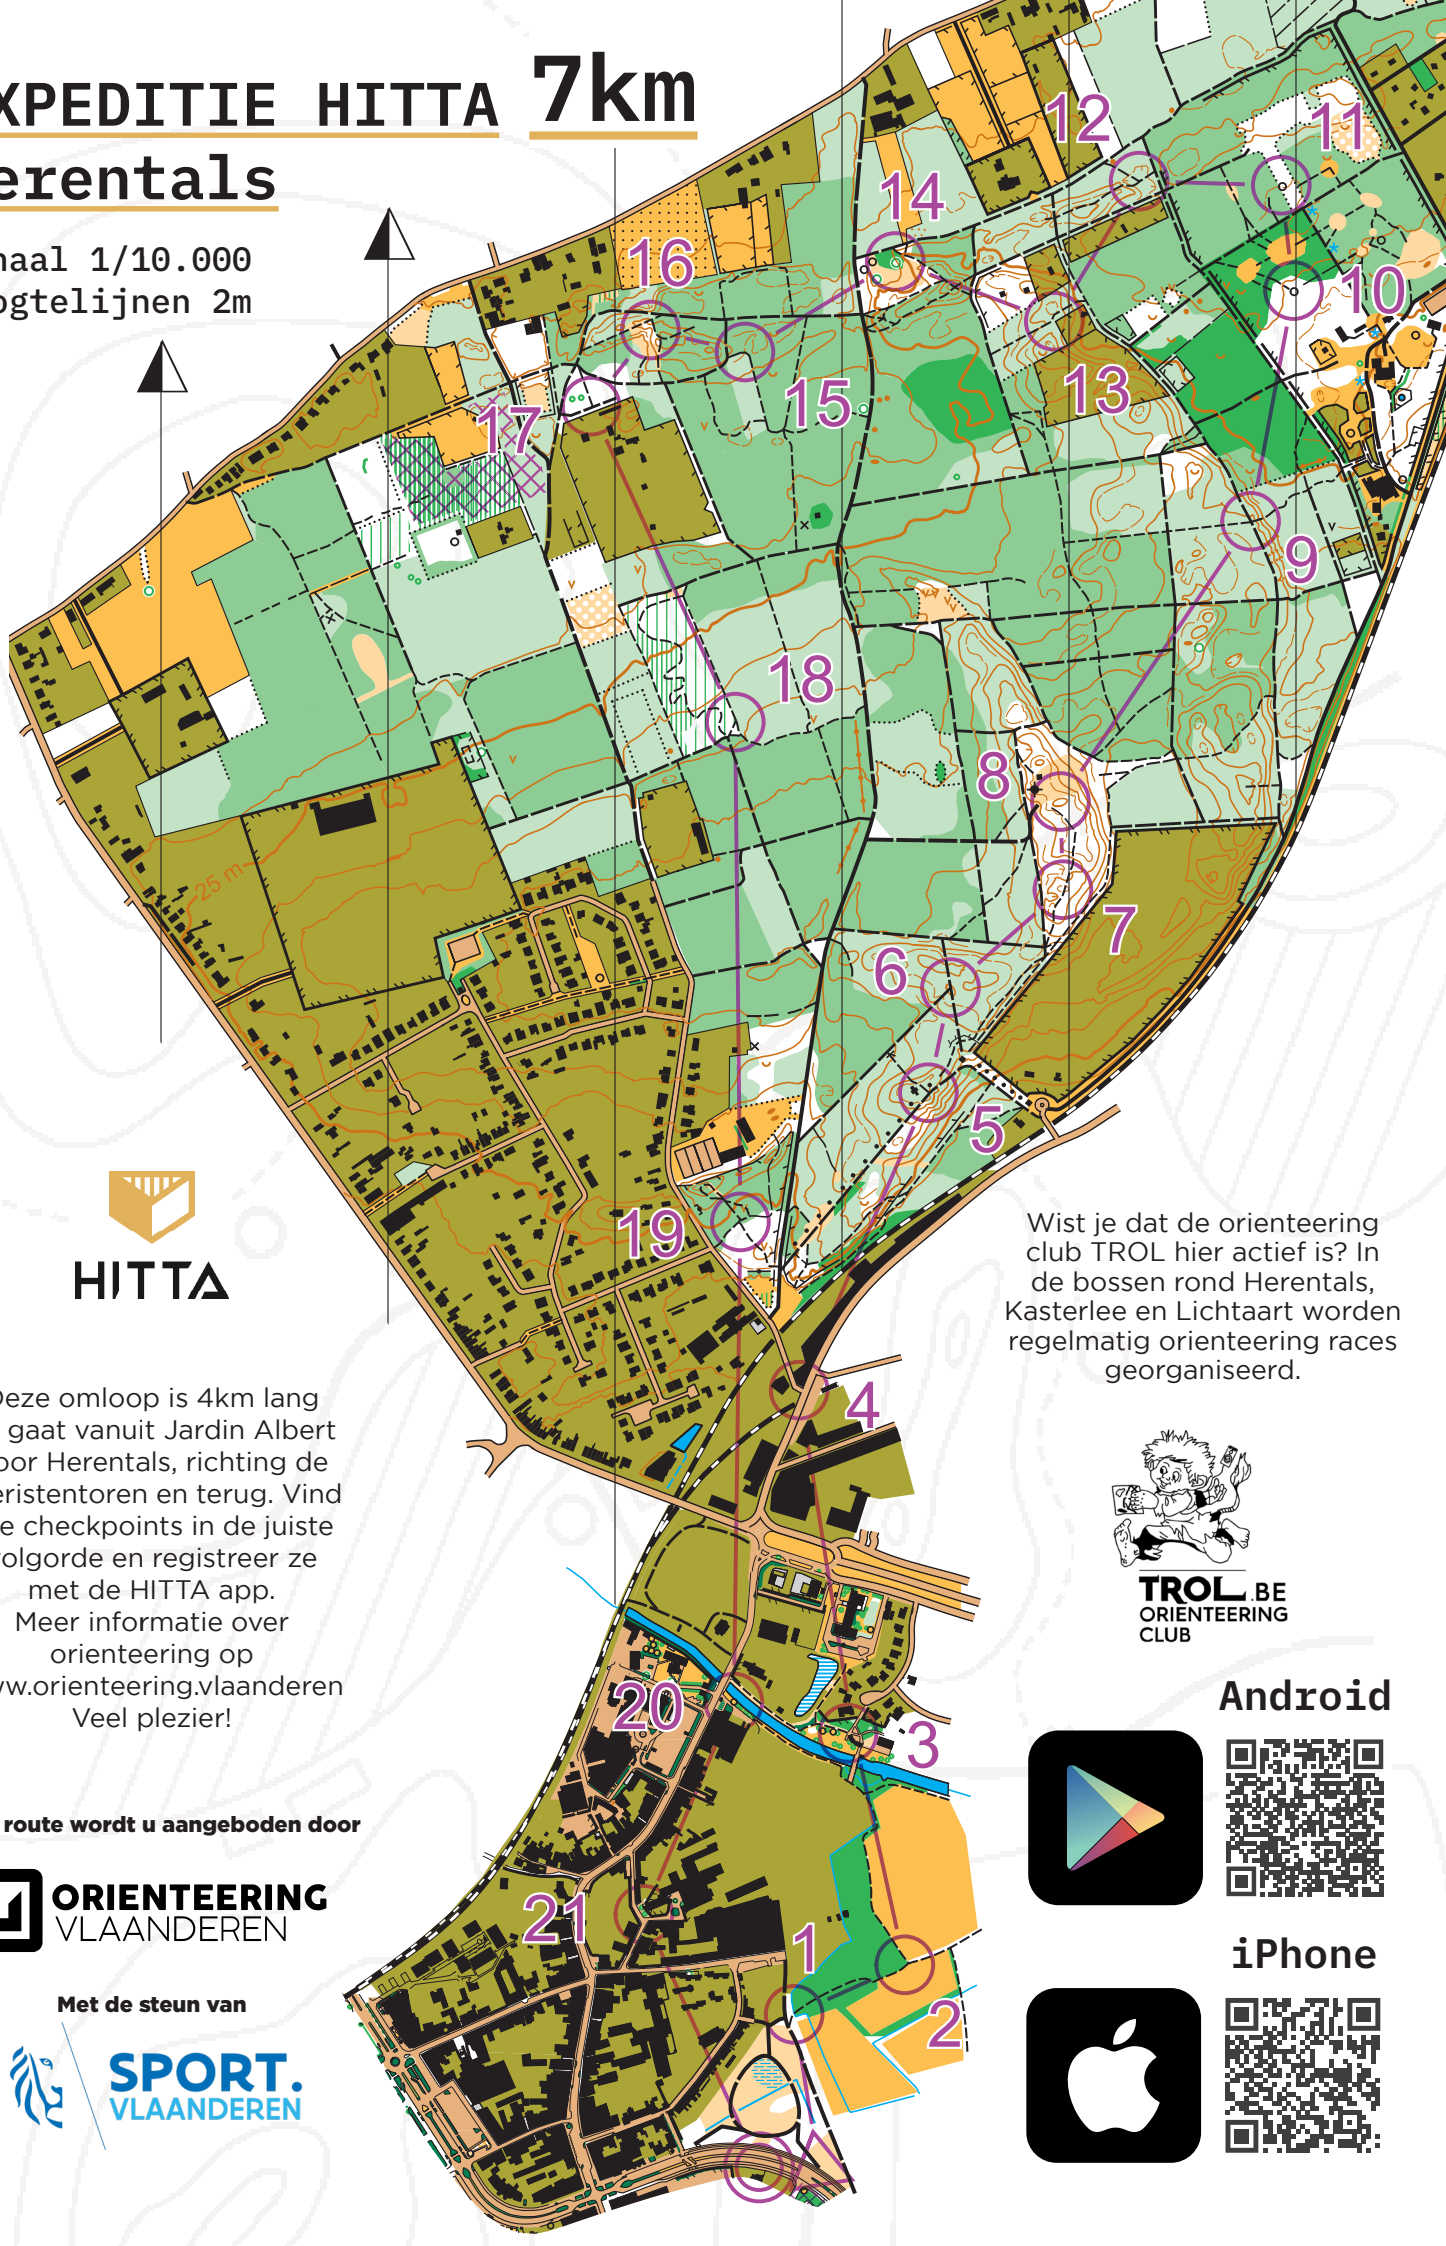 XPEDITIE HITTA 7km
erentals
haal 1/10.000
ogtelijnen 2m
12
11
14
16
10
15
13
17
9
18
8
25 m
7
6
5
19
HITTA
Wist je dat de orienteering
club TROL hier actief is? In
de bossen rond Herentals,
Kasterlee en Lichtaart worden
regelmatig orienteering races
georganiseerd.
4
Deze omloop is 4km lang
gaat vanuit Jardin Albert
oor Herentals, richting de
eristentoren en terug. Vind
e checkpoints in de juiste
volgorde en registreer ze
met de HITTA app.
Meer informatie over
orienteering op
ww.orienteering.vlaanderen
Veel plezier!
TROL.BE
ORIENTEERING
CLUB
20
3
Android
route wordt u aangeboden door
ORIENTEERING
VLAANDEREN
21
1
2
iPhone
Met de steun van
SPORT.
VLAANDEREN